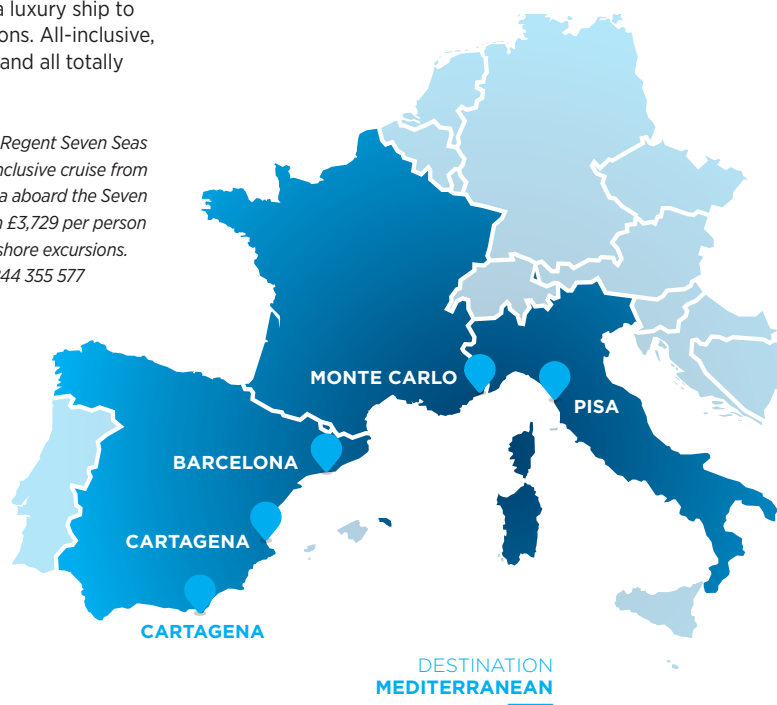 a luxury ship to
ons. All-inclusive,
and all totally
Regent Seven Seas
nclusive cruise from
a aboard the Seven
£3,729 per person
shore excursions.
44 355 577
MONTE CARLO
PISA
BARCELONA
CARTAGENA
CARTAGENA
DESTINATION
MEDITERRANEAN